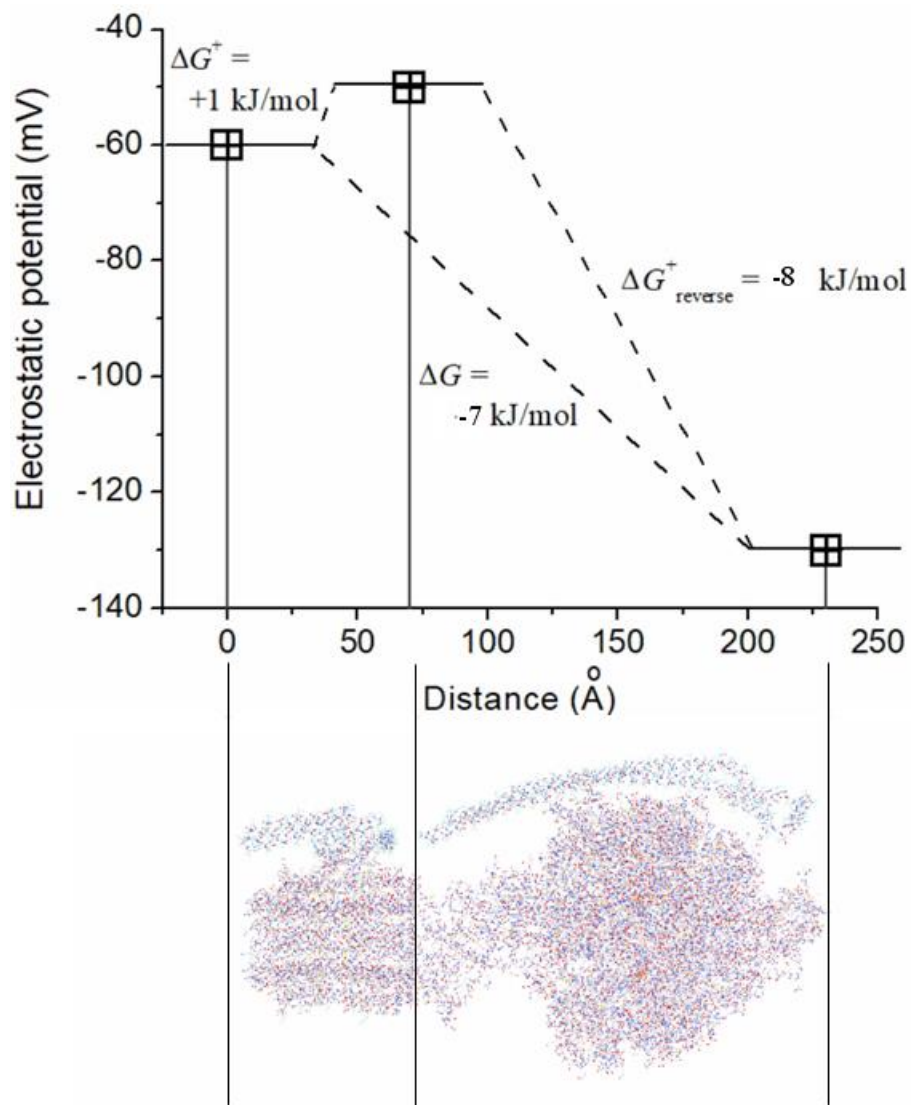 -40
ΔG⁺ =
+1 kJ/mol
-60
-80
ΔG⁺reverse = -8 kJ/mol
-100
ΔG =
-7 kJ/mol
-120
-140
Electrostatic potential (mV)
0 50 100 150 200 250
Distance (Å)